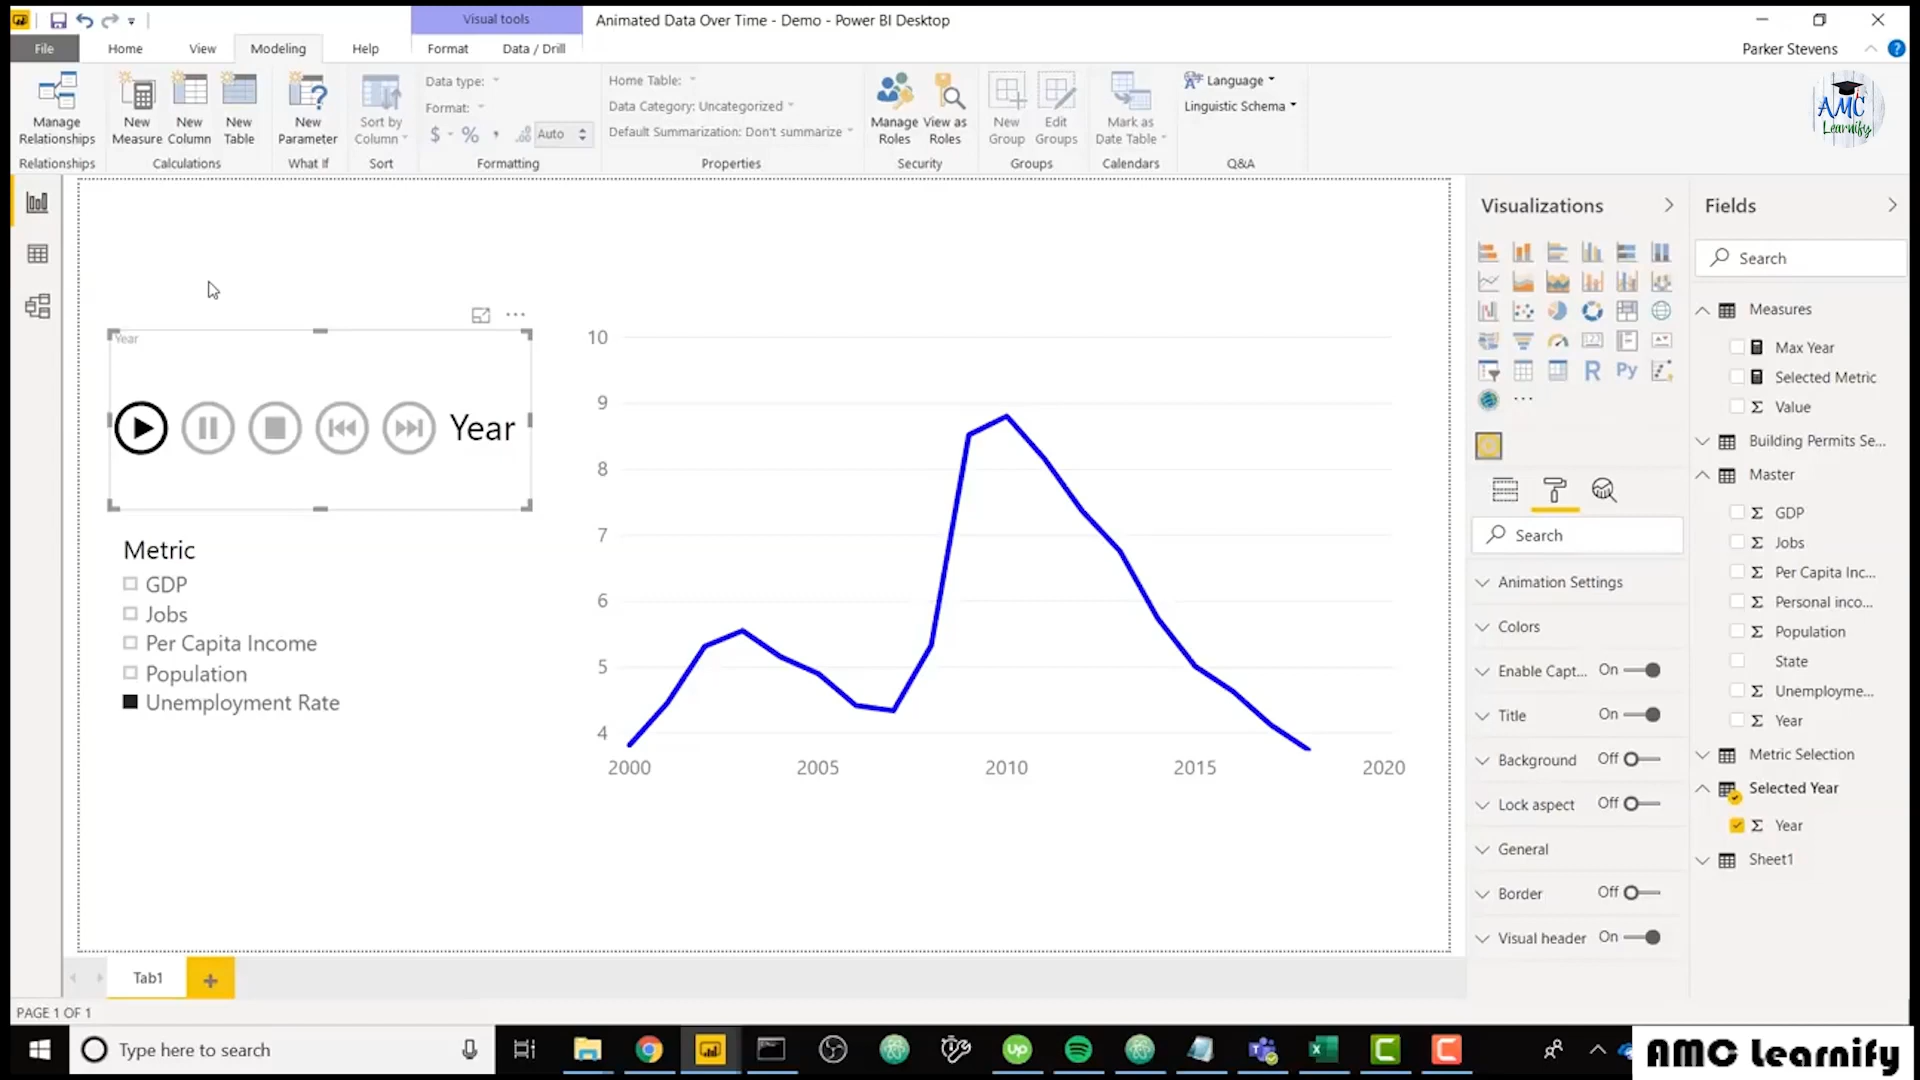 Visual tools
Animated Data Over Time - Demo - Power BI Desktop
File
Home
View
Modeling
Help
Format
Data / Drill
Parker Stevens
Manage Relationships
Relationships
New Measure
New Column
New Table
Calculations
New Parameter
What If
Sort by Column
Sort
Data type:
Format:
$ % , Auto
Formatting
Home Table:
Data Category: Uncategorized
Default Summarization: Don't summarize
Properties
Manage Roles
View as Roles
Security
New Group
Edit Groups
Groups
Mark as Date Table
Calendars
Language
Linguistic Schema
Q&A
AMC
Learnify
Year
Year
Metric
GDP
Jobs
Per Capita Income
Population
Unemployment Rate
10
9
8
7
6
5
4
2000
2005
2010
2015
2020
Visualizations
R
Py
Search
Animation Settings
Colors
Enable Capt... On
Title On
Background Off
Lock aspect Off
General
Border Off
Visual header On
Fields
Search
Measures
Max Year
Selected Metric
Value
Building Permits Se...
Master
GDP
Jobs
Per Capita Inc...
Personal inco...
Population
State
Unemployme...
Year
Metric Selection
Selected Year
Year
Sheet1
Tab1
PAGE 1 OF 1
Type here to search
AMC Learnify